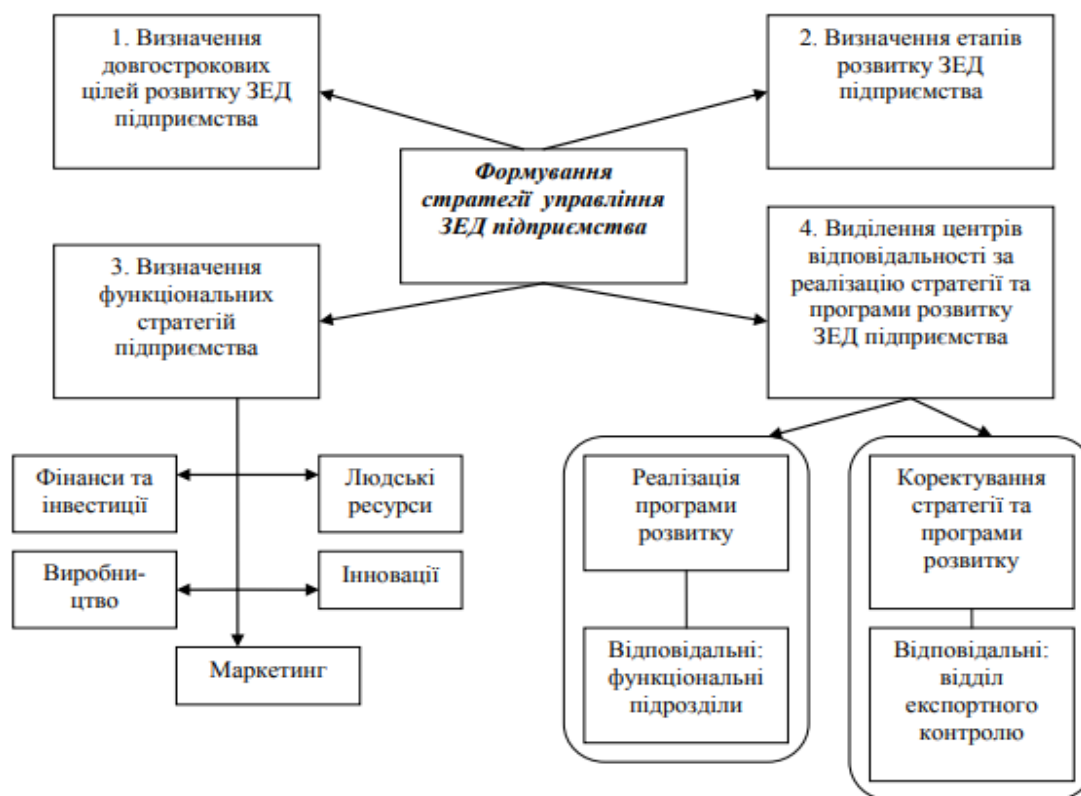 1. Визначення
довгострокових
цілей розвитку ЗЕД
підприємства
2. Визначення етапів
розвитку ЗЕД
підприємства
Формування
стратегії управління
ЗЕД підприємства
3. Визначення
функціональних
стратегій
підприємства
4. Виділення центрів
відповідальності за
реалізацію стратегії та
програми розвитку
ЗЕД підприємства
Фінанси та
інвестиції
Людські
ресурси
Виробни-
цтво
Інновації
Маркетинг
Реалізація
програми
розвитку
Відповідальні:
функціональні
підрозділи
Коректування
стратегії та
програми
розвитку
Відповідальні:
відділ
експортного
контролю